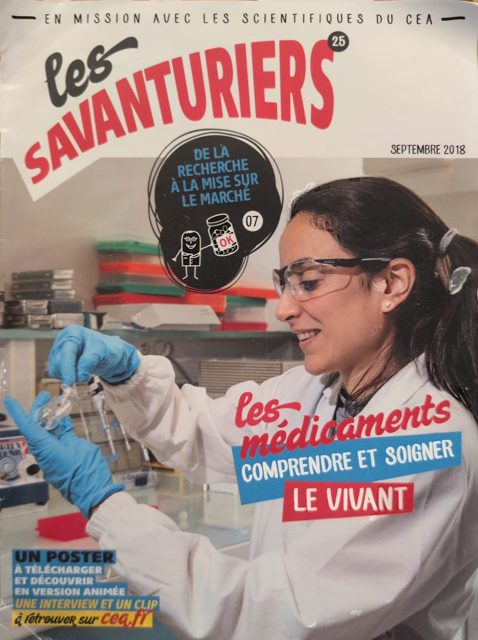 EN MISSION AVEC LES SCIENTIFIQUES DU CEA
les
SAVANTURIERS
25
SEPTEMBRE 2018
DE LA
RECHERCHE
À LA MISE SUR
LE MARCHÉ
07
OK
les
médicaments
COMPRENDRE ET SOIGNER
LE VIVANT
UN POSTER
À TÉLÉCHARGER
ET DÉCOUVRIR
EN VERSION ANIMÉE
UNE INTERVIEW ET UN CLIP
à retrouver sur cea.fr